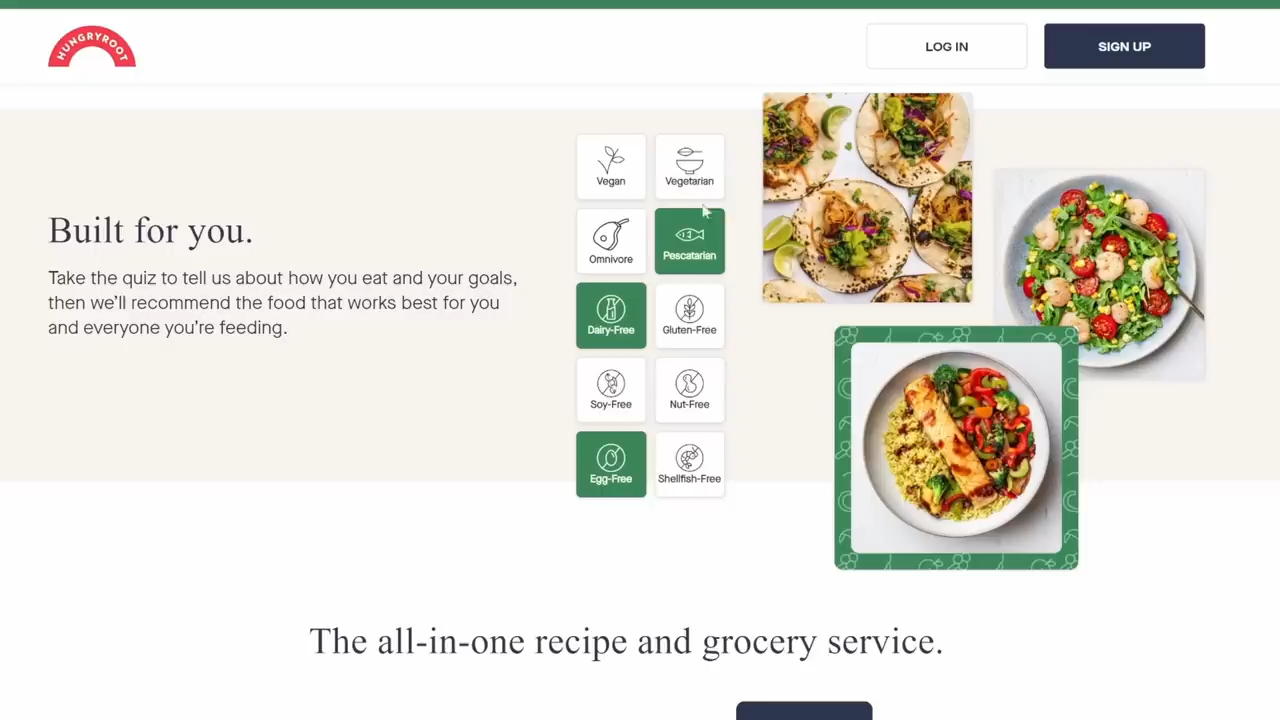 HUNGRYROOT
LOG IN
SIGN UP
Built for you.
Take the quiz to tell us about how you eat and your goals,
then we'll recommend the food that works best for you
and everyone you're feeding.
Vegan
Vegetarian
Omnivore
Pescatarian
Dairy-Free
Gluten-Free
Soy-Free
Nut-Free
Egg-Free
Shellfish-Free
The all-in-one recipe and grocery service.